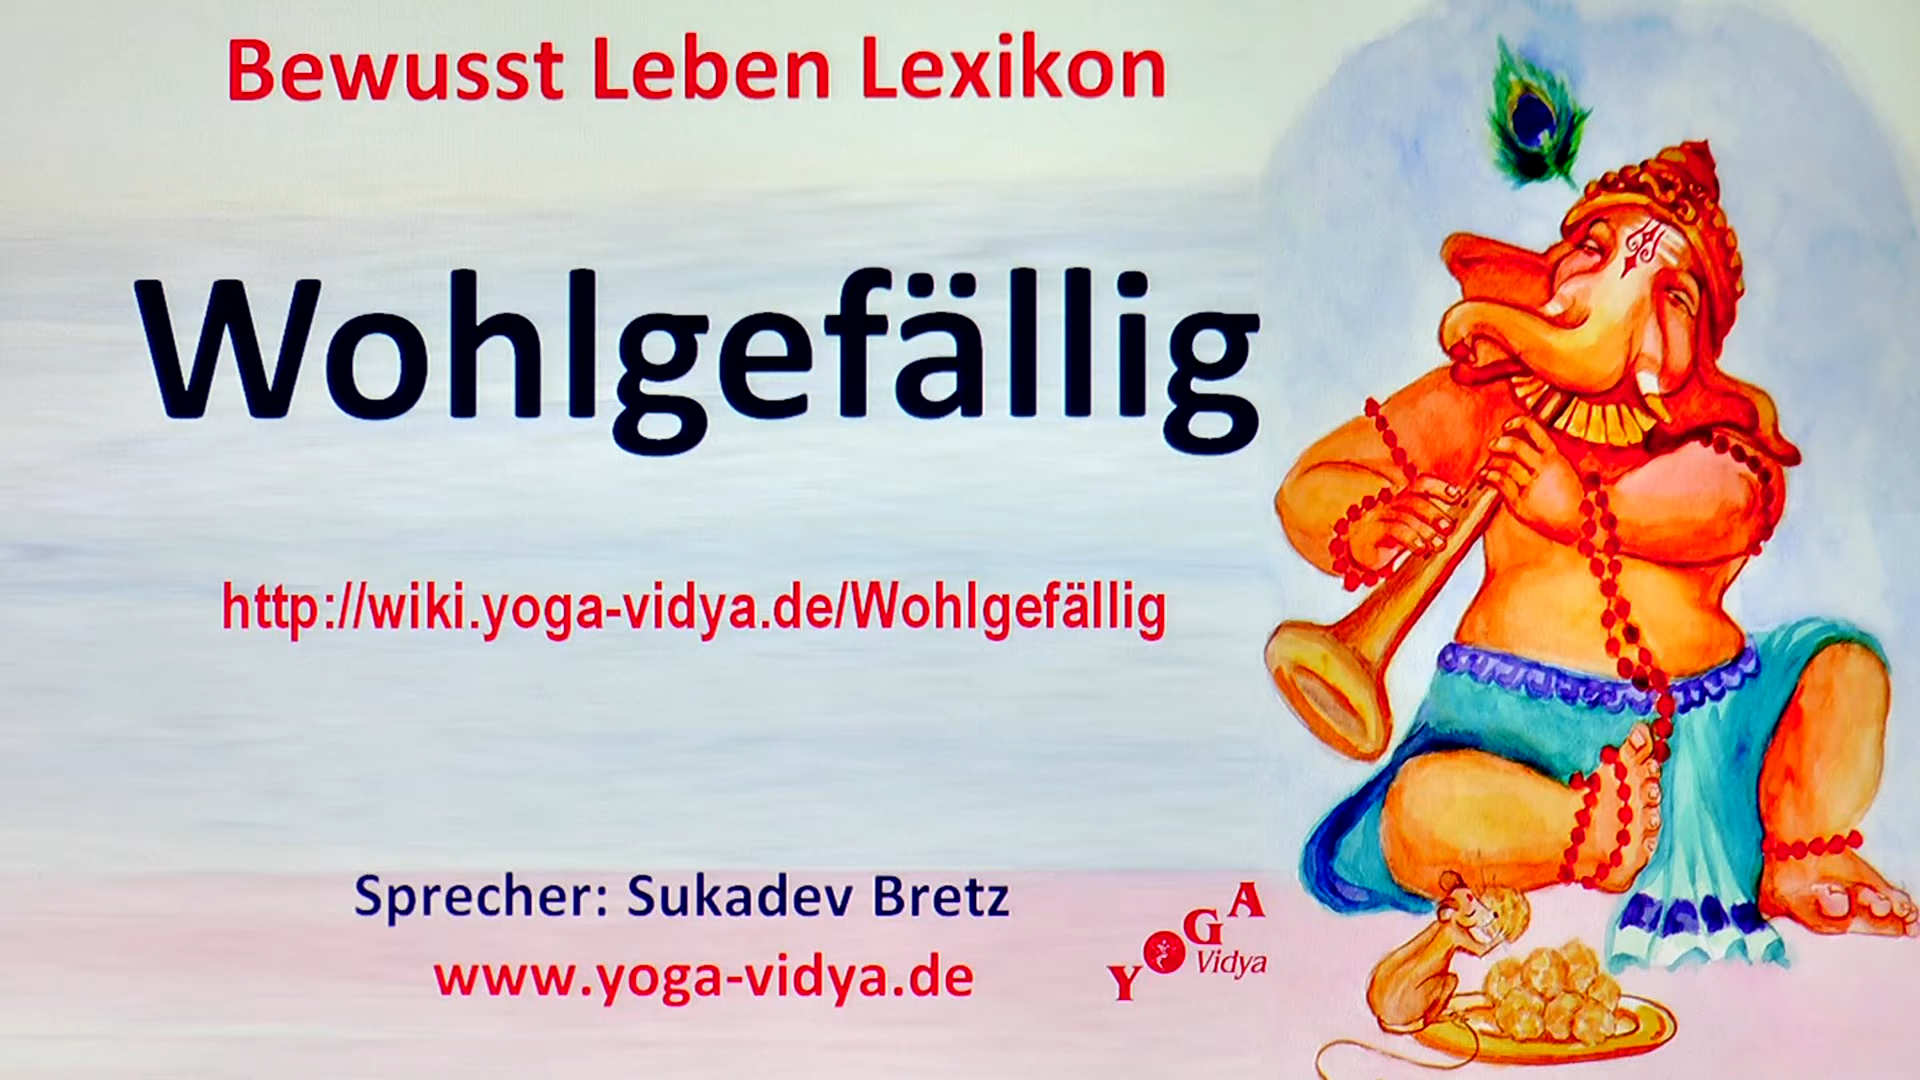 Bewusst Leben Lexikon
Wohlgefällig
http://wiki.yoga-vidya.de/Wohlgefällig
Sprecher: Sukadev Bretz
www.yoga-vidya.de
YOGA
Vidya